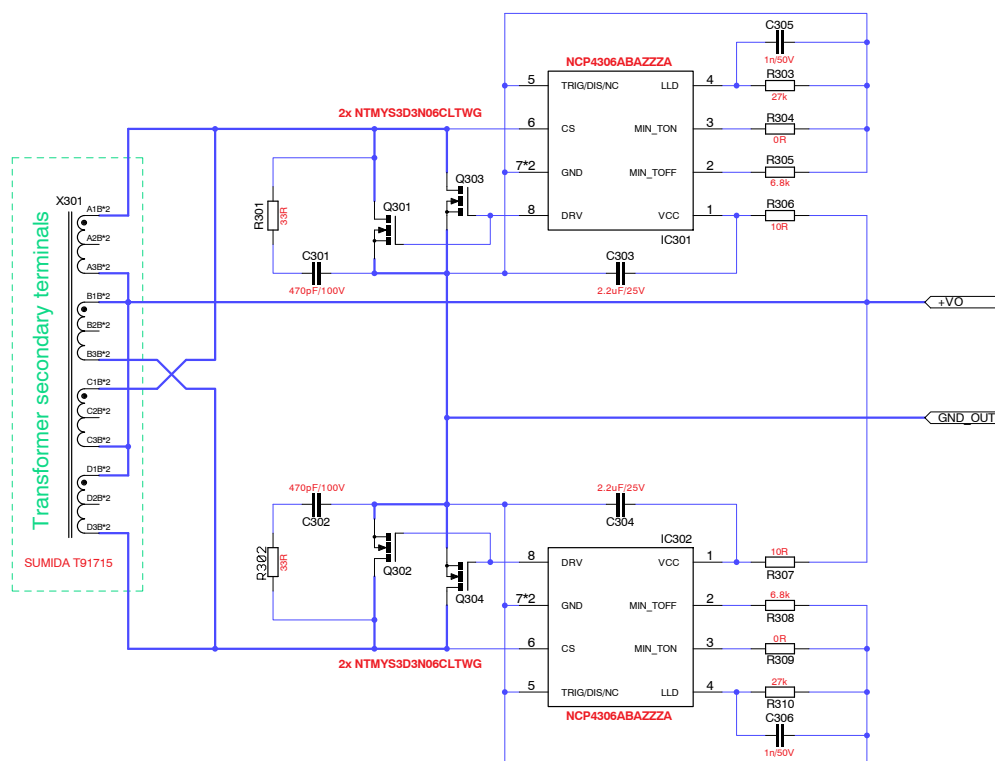 C305
1n/50V
NCP4306ABAZZZA
5 TRIG/DIS/NC LLD 4
R303
27k
2x NTMYS3D3N06CLTWG
6 CS MIN_TON 3
R304
0R
7*2 GND MIN_TOFF 2
R305
6.8k
8 DRV VCC 1
R306
10R
IC301
Q303
Q301
R301
33R
C301
470pF/100V
C303
2.2uF/25V
X301
A1B*2
A2B*2
A3B*2
B1B*2
B2B*2
B3B*2
C1B*2
C2B*2
C3B*2
D1B*2
D2B*2
D3B*2
Transformer secondary terminals
SUMIDA T91715
+VO
GND_OUT
470pF/100V
C302
2.2uF/25V
C304
R302
33R
Q302
Q304
IC302
8 DRV VCC 1
10R
R307
7*2 GND MIN_TOFF 2
6.8k
R308
6 CS MIN_TON 3
0R
R309
2x NTMYS3D3N06CLTWG
5 TRIG/DIS/NC LLD 4
27k
R310
NCP4306ABAZZZA
C306
1n/50V